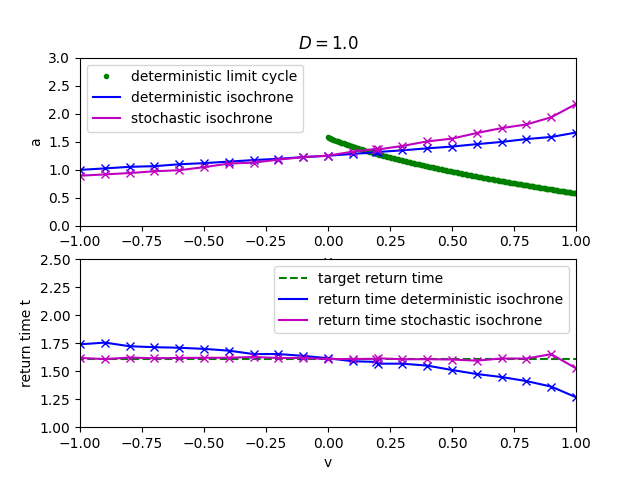 D = 1.0
3.0
2.5
2.0
1.5
1.0
0.5
0.0
a
deterministic limit cycle
deterministic isochrone
stochastic isochrone
−1.00 −0.75 −0.50 −0.25 0.00 0.25 0.50 0.75 1.00
2.50
2.25
2.00
1.75
1.50
1.25
1.00
return time t
target return time
return time deterministic isochrone
return time stochastic isochrone
−1.00 −0.75 −0.50 −0.25 0.00 0.25 0.50 0.75 1.00
v